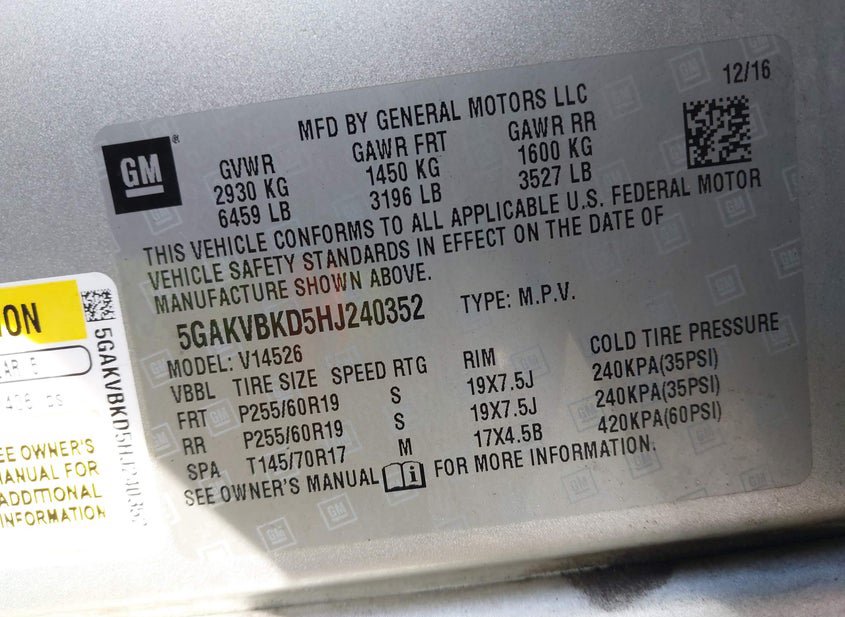 12/16
MFD BY GENERAL MOTORS LLC
GM
®
GVWR GAWR FRT GAWR RR
2930 KG 1450 KG 1600 KG
6459 LB 3196 LB 3527 LB
THIS VEHICLE CONFORMS TO ALL APPLICABLE U.S. FEDERAL MOTOR
VEHICLE SAFETY STANDARDS IN EFFECT ON THE DATE OF
MANUFACTURE SHOWN ABOVE.
5GAKVBKD5HJ240352 TYPE: M.P.V.
MODEL: V14526
VBBL TIRE SIZE SPEED RTG RIM COLD TIRE PRESSURE
FRT P255/60R19 S 19X7.5J 240KPA(35PSI)
RR P255/60R19 S 19X7.5J 240KPA(35PSI)
SPA T145/70R17 M 17X4.5B 420KPA(60PSI)
SEE OWNER'S MANUAL i FOR MORE INFORMATION.
ION
5
5GAKVBKD5HJ240352
SEE OWNER'S
MANUAL FOR
ADDITIONAL
INFORMATION